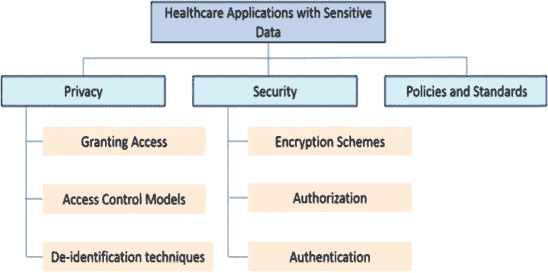 Healthcare Applications with Sensitive
Data
Privacy
Security
Policies and Standards
Granting Access
Encryption Schemes
Access Control Models
Authorization
De-identification techniques
Authentication